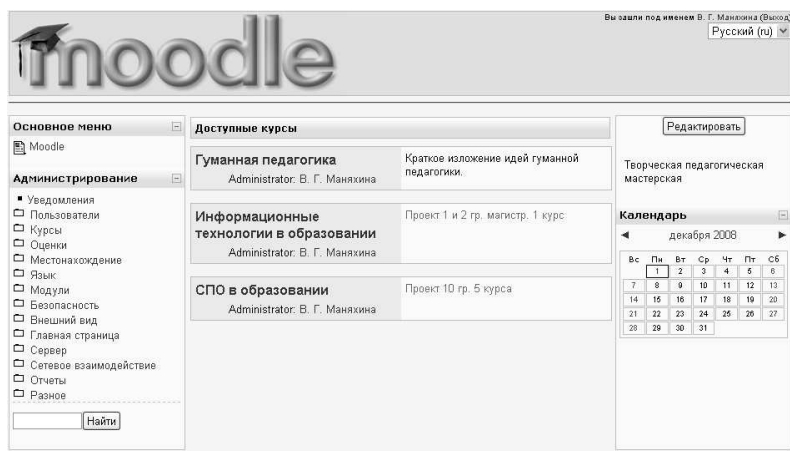 Вы зашли под именем В. Г. Маняхина (Выход)
Русский (ru)
moodle
Основное меню
Moodle
Администрирование
Уведомления
Пользователи
Курсы
Оценки
Местонахождение
Язык
Модули
Безопасность
Внешний вид
Главная страница
Сервер
Сетевое взаимодействие
Отчеты
Разное
Найти
Доступные курсы
Гуманная педагогика
Administrator: В. Г. Маняхина
Краткое изложение идей гуманной
педагогики.
Информационные
технологии в образовании
Administrator: В. Г. Маняхина
Проект 1 и 2 гр. магистр. 1 курс
СПО в образовании
Administrator: В. Г. Маняхина
Проект 10 гр. 5 курса
Редактировать
Творческая педагогическая
мастерская
Календарь
декабря 2008
Вс Пн Вт Ср Чт Пт Сб
1 2 3 4 5 6
7 8 9 10 11 12 13
14 15 16 17 18 19 20
21 22 23 24 25 26 27
28 29 30 31